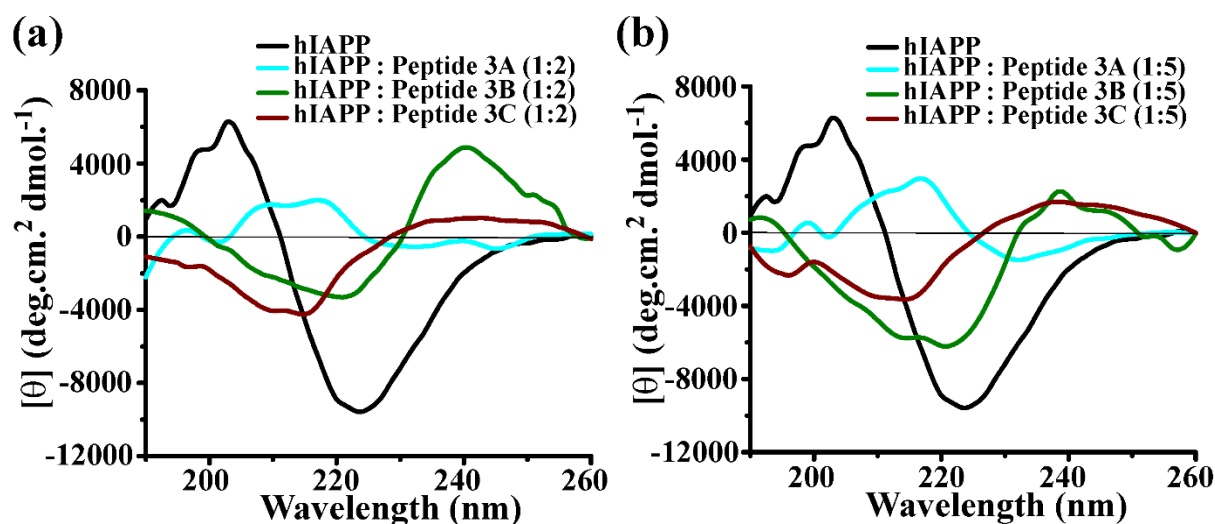 (a)
hIAPP
hIAPP : Peptide 3A (1:2)
hIAPP : Peptide 3B (1:2)
hIAPP : Peptide 3C (1:2)
8000
4000
0
-4000
-8000
-12000
[θ] (deg.cm.² dmol.⁻¹)
200
220
240
260
Wavelength (nm)
(b)
hIAPP
hIAPP : Peptide 3A (1:5)
hIAPP : Peptide 3B (1:5)
hIAPP : Peptide 3C (1:5)
8000
4000
0
-4000
-8000
-12000
[θ] (deg.cm.² dmol.⁻¹)
200
220
240
260
Wavelength (nm)